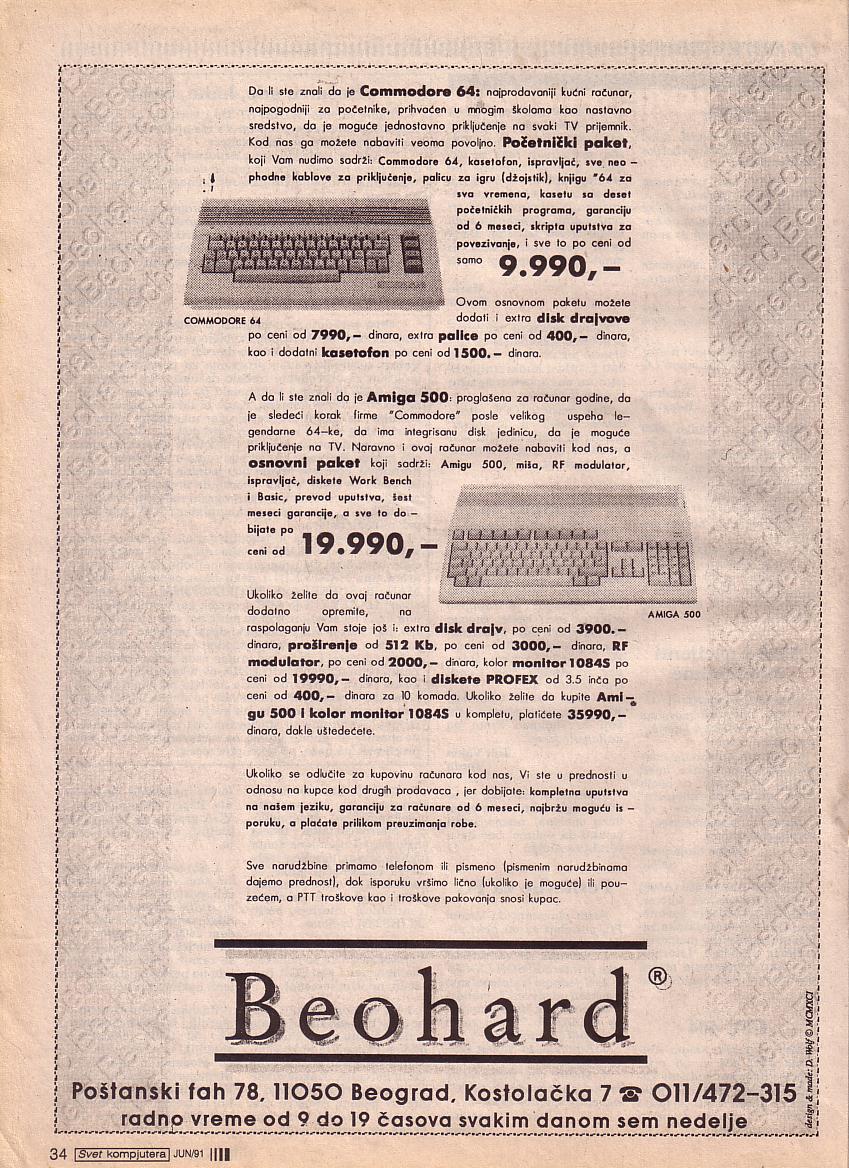 Da li ste znali da je Commodore 64: najprodavaniji kućni računar,
najpogodniji za početnike, prihvaćen u mnogim školama kao nastavno
sredstvo, da je moguće jednostavno priključenje na svaki TV prijemnik.
Kod nas ga možete nabaviti veoma povoljno. Početnički paket,
koji Vam nudimo sadrži: Commodore 64, kasetofon, ispravljač, sve neo –
phodne kablove za priključenje, palicu za igru (džojstik), knjigu "64 za
sva vremena, kasetu sa deset
početničkih programa, garanciju
od 6 meseci, skripta uputstva za
povezivanje, i sve to po ceni od
samo 9.990,–
COMMODORE 64
Ovom osnovnom paketu možete
dodati i extra disk drajvove
po ceni od 7990,– dinara, extra palice po ceni od 400,– dinara,
kao i dodatni kasetofon po ceni od 1500.– dinara.
A da li ste znali da je Amiga 500: proglašena za računar godine, da
je sledeći korak firme "Commodore" posle velikog uspeha le–
gendarne 64–ke, da ima integrisanu disk jedinicu, da je moguće
priključenje na TV. Naravno i ovaj računar možete nabaviti kod nas, a
osnovni paket koji sadrži: Amigu 500, miša, RF modulator,
ispravljač, diskete Work Bench
i Basic, prevod uputstva, šest
meseci garancije, a sve to do –
bijate po
ceni od 19.990,–
AMIGA 500
Ukoliko želite da ovaj računar
dodatno opremite, na
raspolaganju Vam stoje još i: extra disk drajv, po ceni od 3900.–
dinara, proširenje od 512 Kb, po ceni od 3000,– dinara, RF
modulator, po ceni od 2000,– dinara, kolor monitor 1084S po
ceni od 19990,– dinara, kao i diskete PROFEX od 3.5 inča po
ceni od 400,– dinara za 10 komada. Ukoliko želite da kupite Ami–
gu 500 i kolor monitor 1084S u kompletu, platićete 35990,–
dinara, dakle uštedećete.
Ukoliko se odlučite za kupovinu računara kod nas, Vi ste u prednosti u
odnosu na kupce kod drugih prodavaca , jer dobijate: kompletna uputstva
na našem jeziku, garanciju za računare od 6 meseci, najbržu moguću is –
poruku, a plaćate prilikom preuzimanja robe.
Sve narudžbine primamo telefonom ili pismeno (pismenim narudžbinama
dajemo prednost), dok isporuku vršimo lično (ukoliko je moguće) ili pou–
zećem, a PTT troškove kao i troškove pakovanja snosi kupac.
Beohard ®
Poštanski fah 78, 11050 Beograd, Kostolačka 7 ☎ 011/472–315
radno vreme od 9 do 19 časova svakim danom sem nedelje
design & made: D. Wolf © MCMXCI
34 Svet kompjutera JUN/91